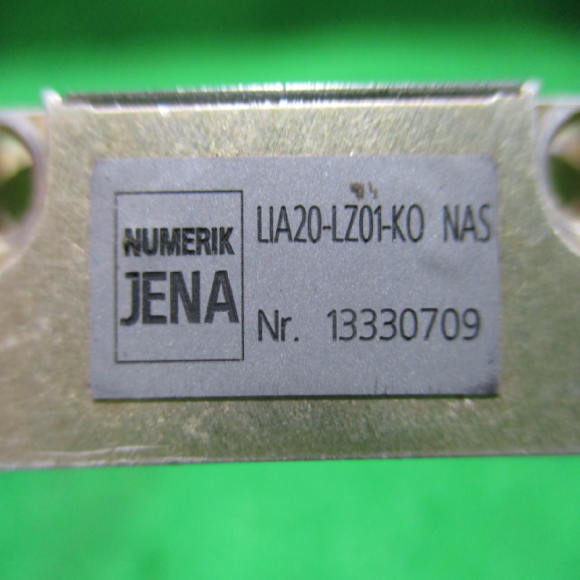 NUMERIK
JENA
LIA20-LZ01-KO NAS
Nr. 13330709